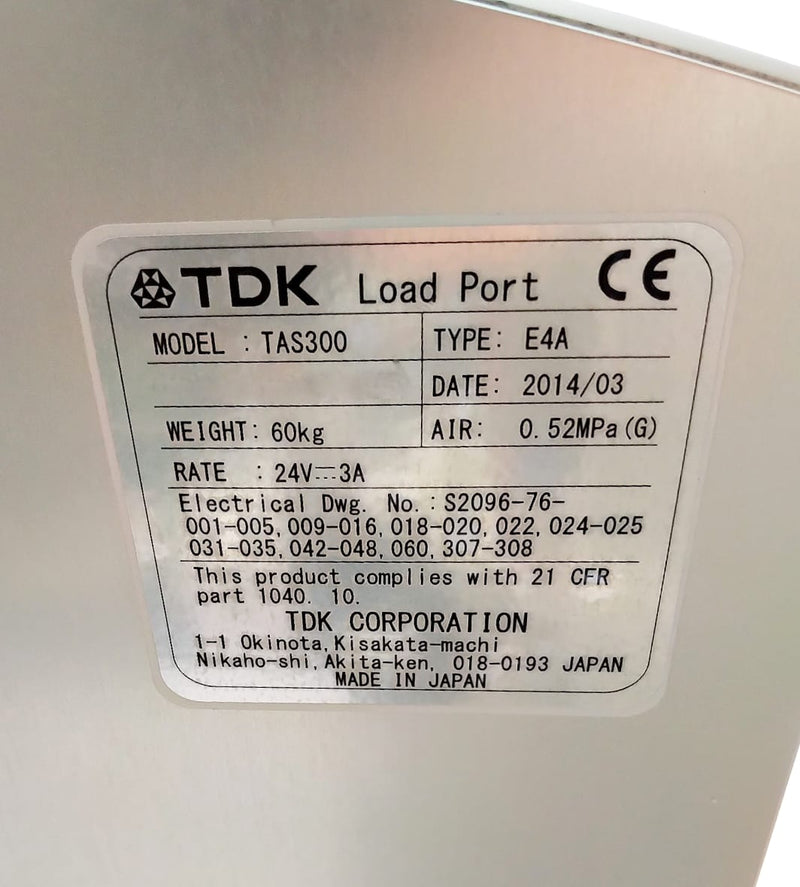 TDK Load Port CE
MODEL : TAS300 TYPE: E4A
DATE: 2014/03
WEIGHT: 60kg AIR: 0.52MPa(G)
RATE : 24V⎓3A
Electrical Dwg. No.: S2096-76-
001-005, 009-016, 018-020, 022, 024-025
031-035, 042-048, 060, 307-308
This product complies with 21 CFR
part 1040. 10.
TDK CORPORATION
1-1 Okinota, Kisakata-machi
Nikaho-shi, Akita-ken, 018-0193 JAPAN
MADE IN JAPAN